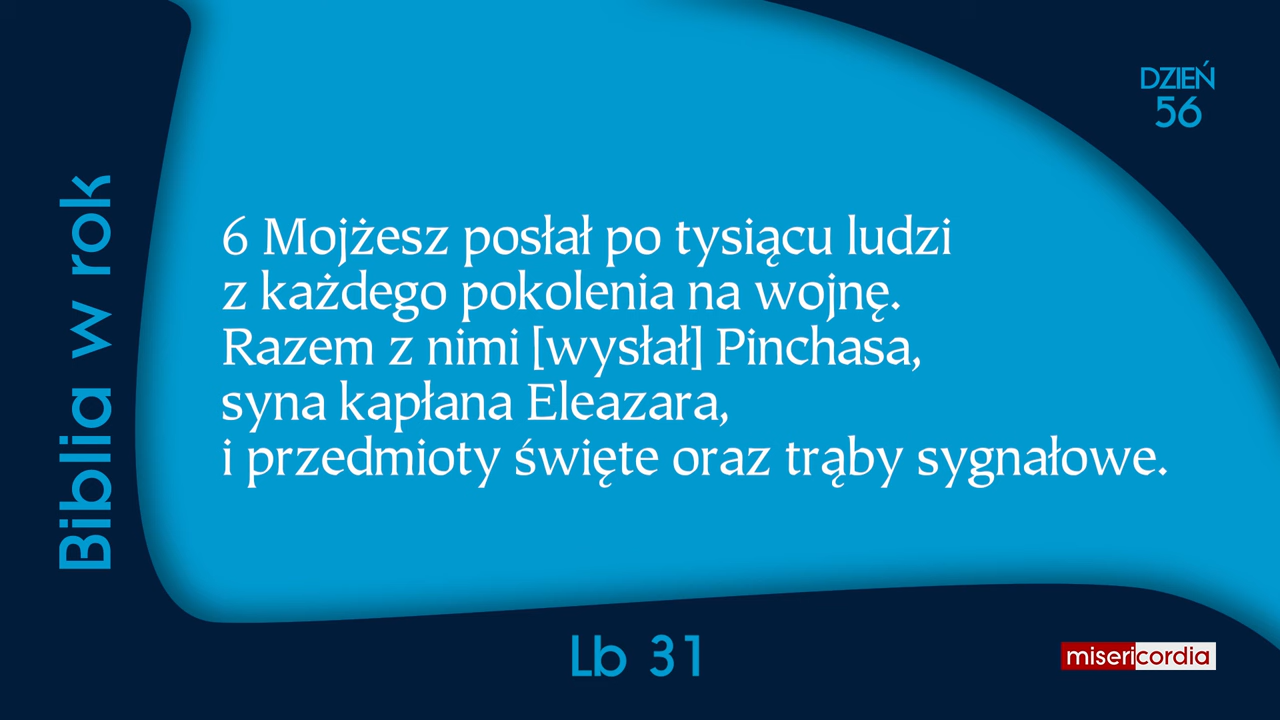 DZIEŃ
56
Biblia w rok
6 Mojżesz posłał po tysiącu ludzi
z każdego pokolenia na wojnę.
Razem z nimi [wysłał] Pinchasa,
syna kapłana Eleazara,
i przedmioty święte oraz trąby sygnałowe.
Lb 31
misericordia